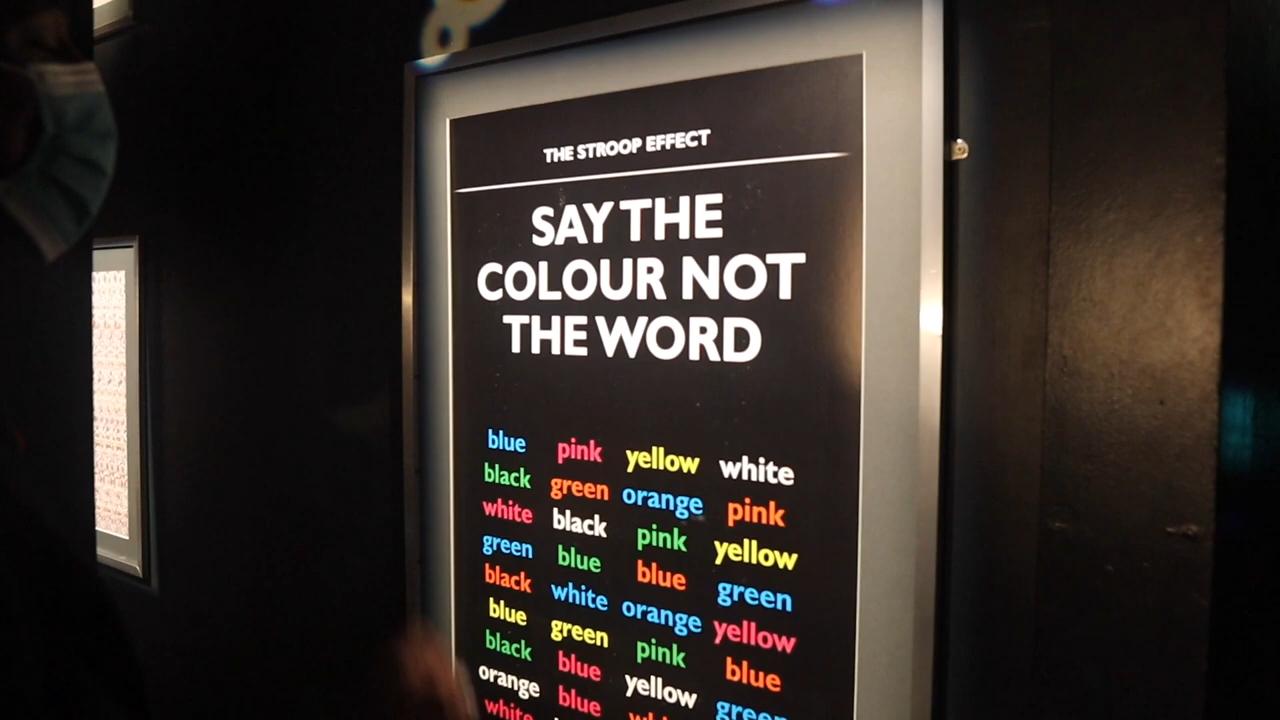 THE STROOP EFFECT
SAY THE
COLOUR NOT
THE WORD
blue pink yellow white
black green orange pink
white black pink yellow
green blue blue green
black white orange yellow
blue green pink blue
black blue yellow green
orange blue
white